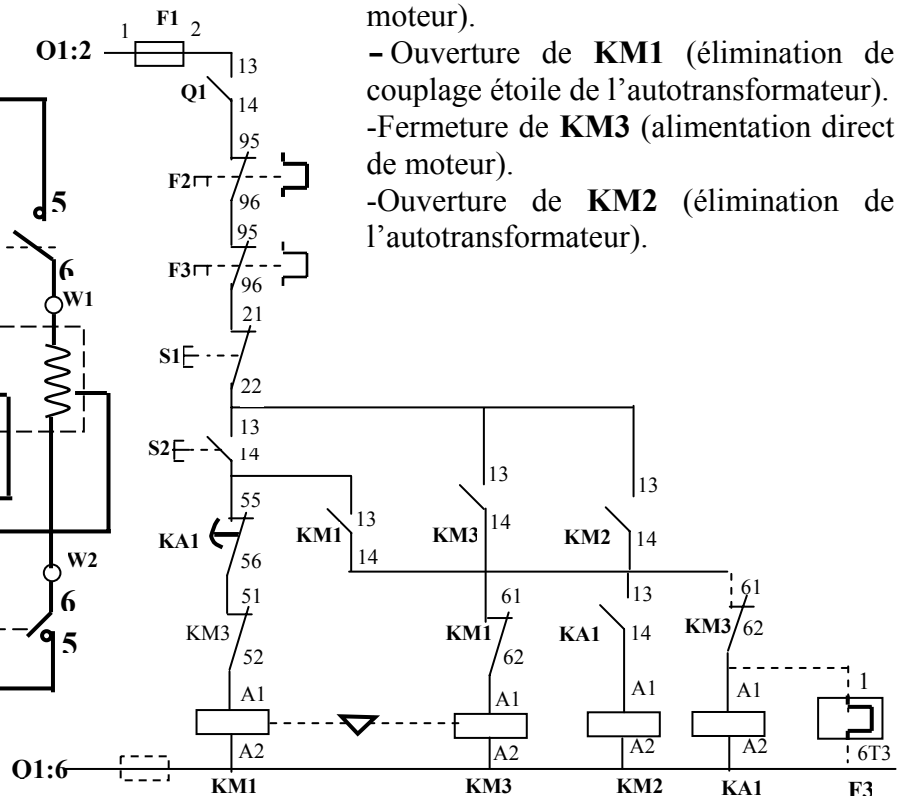 moteur).
– Ouverture de KM1 (élimination de
couplage étoile de l’autotransformateur).
-Fermeture de KM3 (alimentation direct
de moteur).
-Ouverture de KM2 (élimination de
l’autotransformateur).
F1
O1:2 1 2
13
Q1
14
95
F2
96
95
F3
96
21
S1
22
13
S2
14
5
6
W1
W2
6
5
55
KA1
56
13
KM1
14
13
KM3
14
13
KM2
14
51
KM3
52
61
KM1
62
13
KA1
14
61
KM3
62
A1 A1 A1 A1 1
A2 A2 A2 A2 6T3
O1:6
KM1 KM3 KM2 KA1 F3